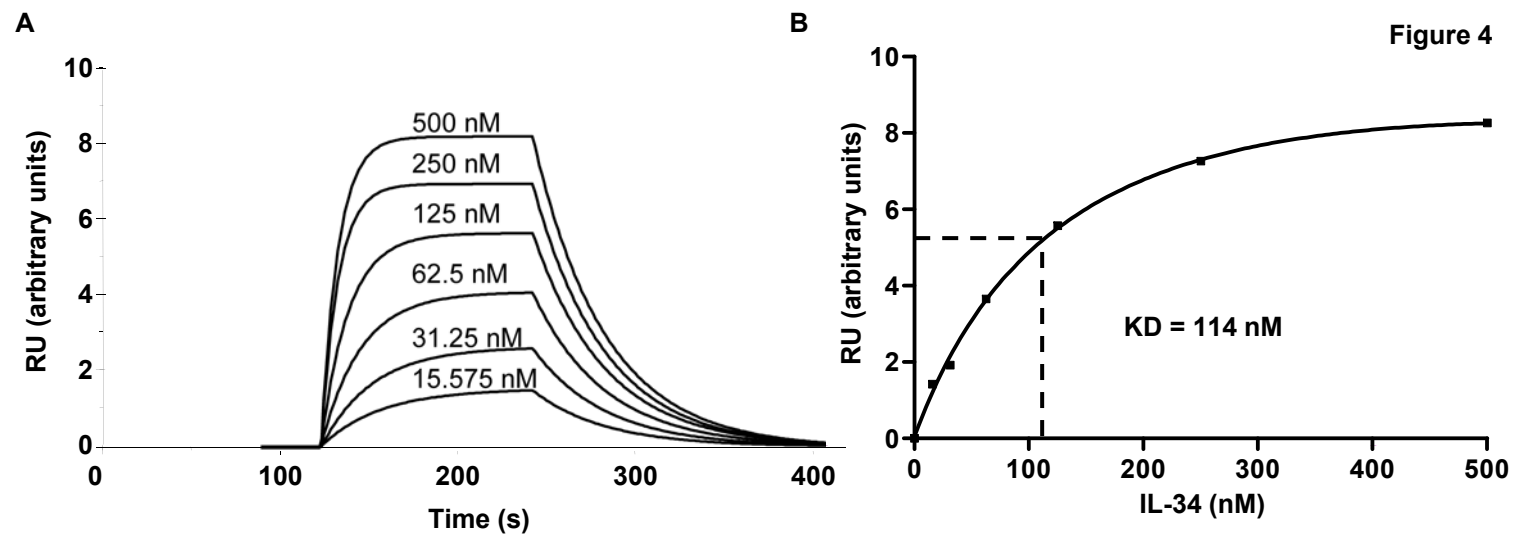 A
B
Figure 4
10
8
6
4
2
0
RU (arbitrary units)
500 nM
250 nM
125 nM
62.5 nM
31.25 nM
15.575 nM
0
100
200
300
400
Time (s)
10
8
6
4
2
0
RU (arbitrary units)
KD = 114 nM
0
100
200
300
400
500
IL-34 (nM)